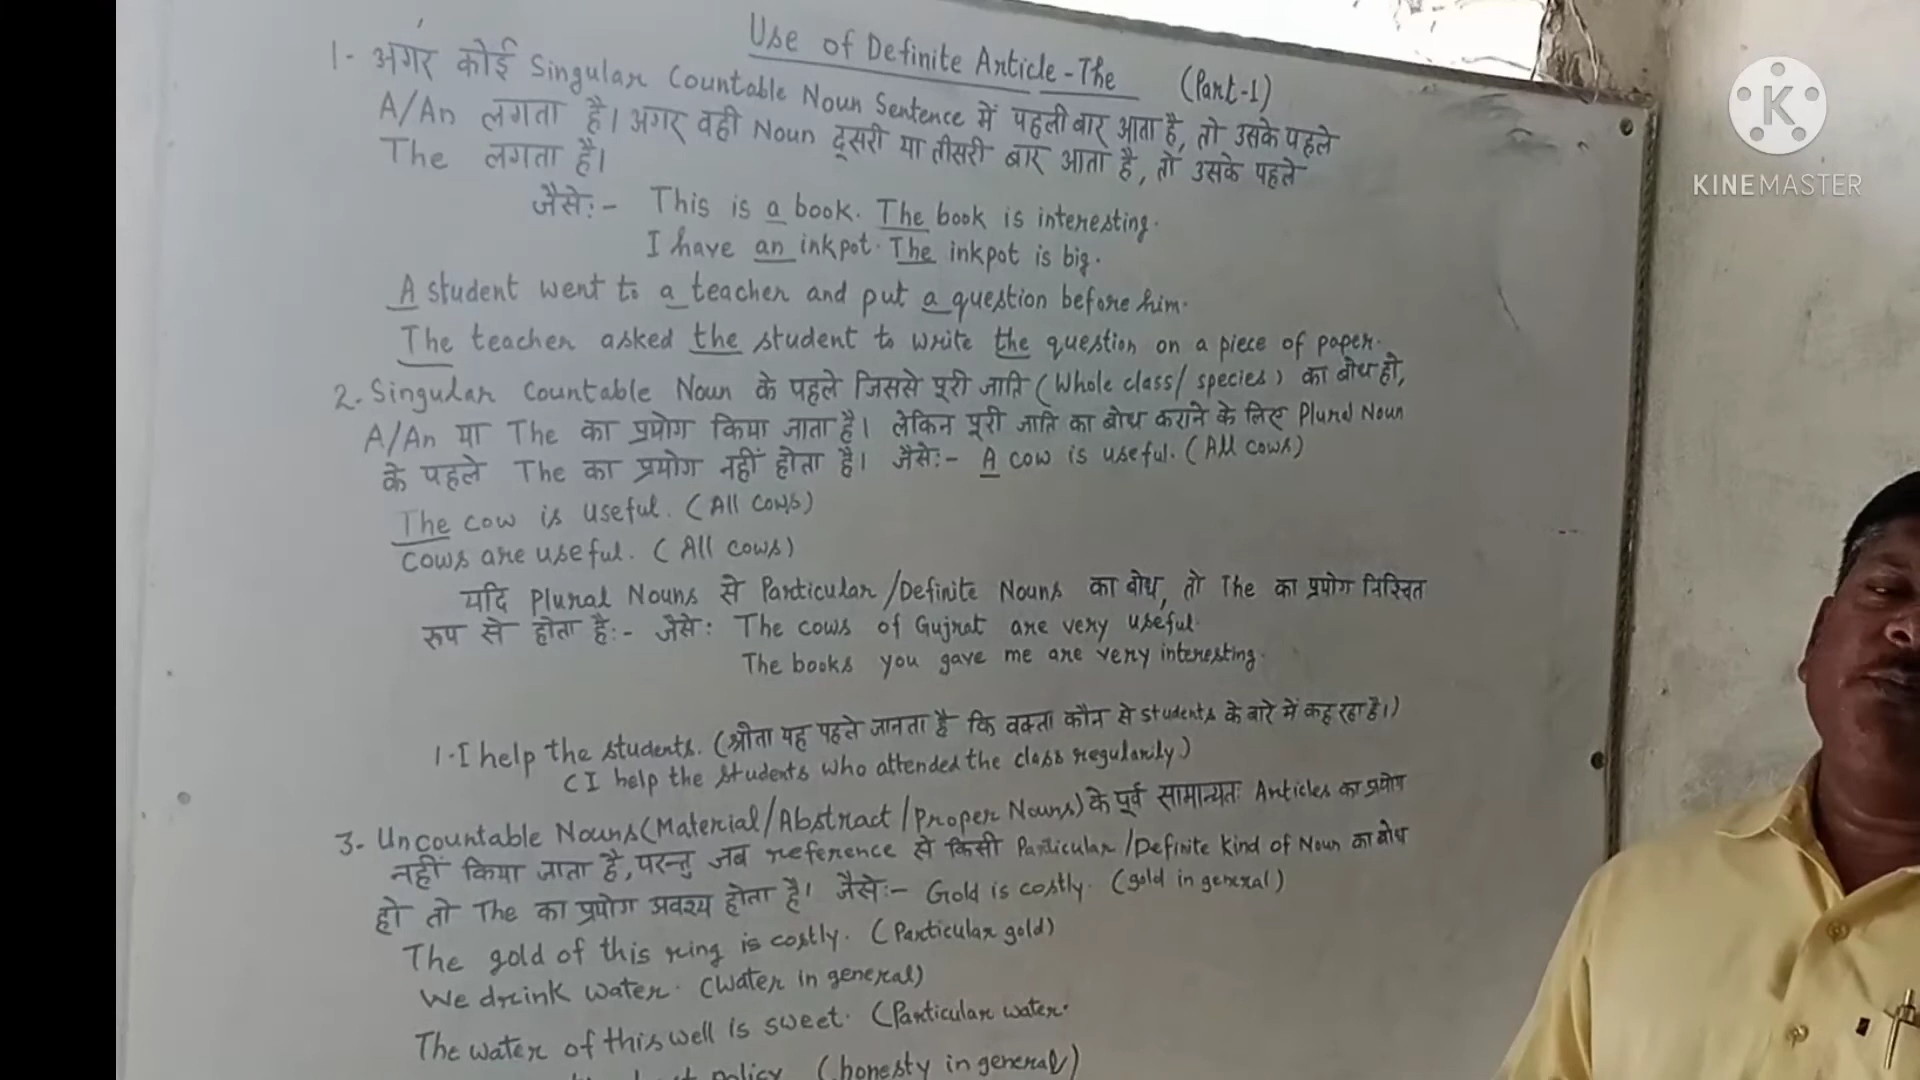 Use of Definite Article-The (Part-1)
1- अगर कोई Singular Countable Noun Sentence में पहली बार आता है, तो उसके पहले
A/An लगता है। अगर वही Noun दूसरी या तीसरी बार आता है, तो उसके पहले
The लगता है।
जैसे:- This is a book. The book is interesting.
I have an inkpot. The inkpot is big.
A student went to a teacher and put a question before him.
The teacher asked the student to write the question on a piece of paper.
2- Singular Countable Noun के पहले जिससे पूरी जाति (Whole class/species) का बोध हो,
A/An या The का प्रयोग किया जाता है। लेकिन पूरी जाति का बोध कराने के लिए Plural Noun
के पहले The का प्रयोग नहीं होता है। जैसे:- A cow is useful. (All cows)
The cow is useful. (All cows)
Cows are useful. (All cows)
यदि Plural Nouns से Particular/Definite Nouns का बोध, तो The का प्रयोग निश्चित
रुप से होता है:- जैसे: The cows of Gujrat are very useful.
The books you gave me are very interesting.
1-I help the students. (श्रोता यह पहले जानता है कि वक्ता कौन से students के बारे में कह रहा है।)
(I help the students who attended the class regularily)
3- Uncountable Nouns(Material/Abstract/Proper Nouns) के पूर्व सामान्यतः Articles का प्रयोग
नहीं किया जाता है, परन्तु जब reference से किसी Particular/Definite Kind of Noun का बोध
हो तो The का प्रयोग अवश्य होता है। जैसे:- Gold is costly. (gold in general)
The gold of this ring is costly. (Particular gold)
We drink water. (Water in general)
The water of this well is sweet. (Particular water.
policy (honesty in general)
K
KINEMASTER